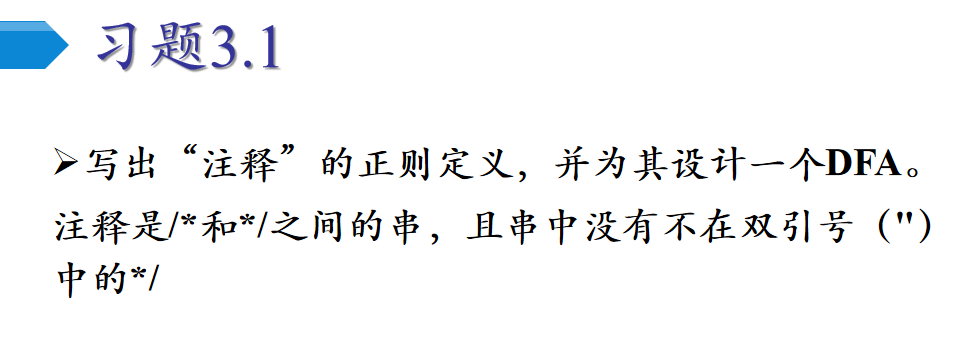 习题3.1
➢写出“注释”的正则定义，并为其设计一个DFA。
注释是/*和*/之间的串，且串中没有不在双引号（"）
中的*/